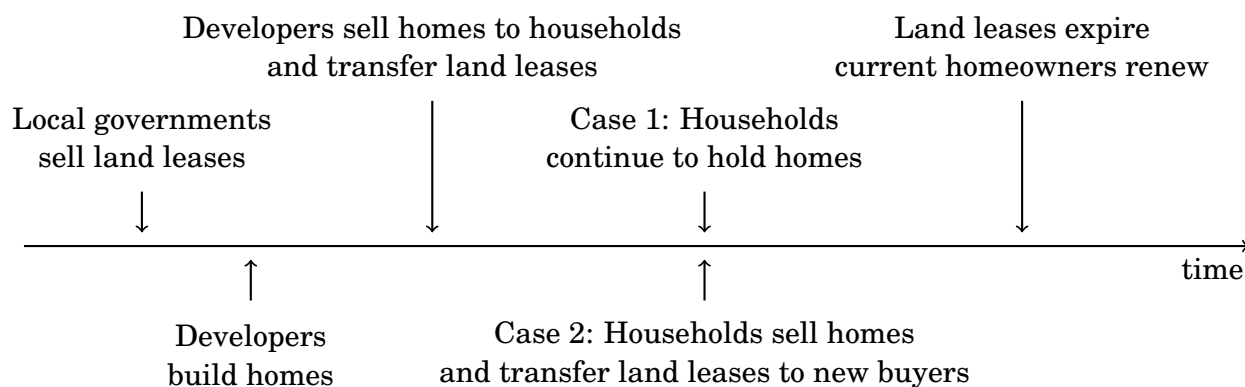 Developers sell homes to households
and transfer land leases
Land leases expire
current homeowners renew
Local governments
sell land leases
Case 1: Households
continue to hold homes
time
Developers
build homes
Case 2: Households sell homes
and transfer land leases to new buyers